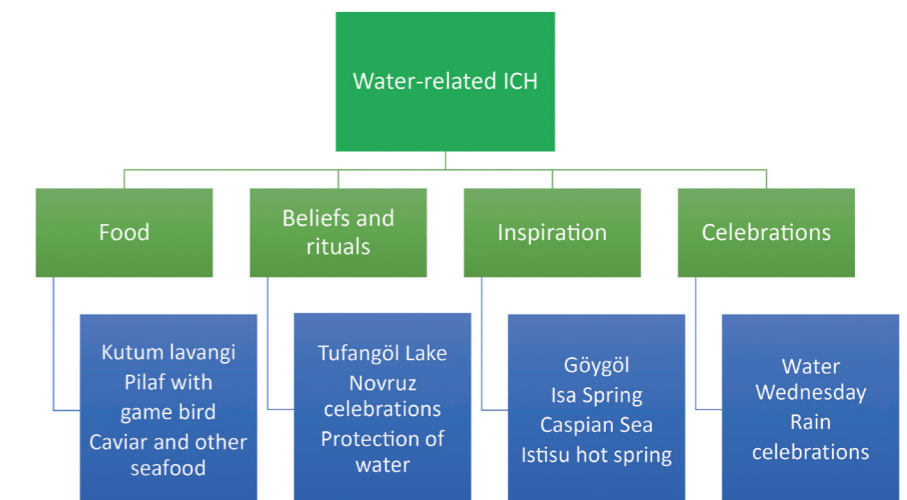 Water-related ICH
Food
Beliefs and
rituals
Inspiration
Celebrations
Kutum lavangi
Pilaf with
game bird
Caviar and other
seafood
Tufangöl Lake
Novruz
celebrations
Protection of
water
Göygöl
Isa Spring
Caspian Sea
Istisu hot spring
Water
Wednesday
Rain
celebrations